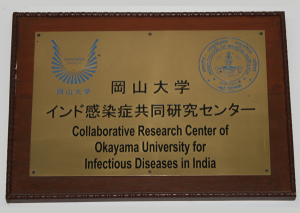 岡山大学
岡山大学
インド感染症共同研究センター
Collaborative Research Center of
Okayama University for
Infectious Diseases in India